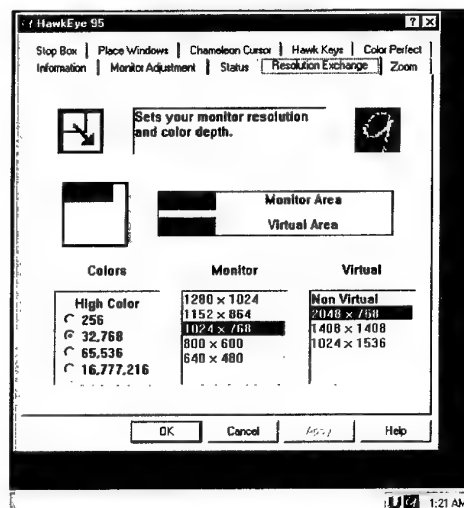 HawkEye 95
Stop Box Place Windows Chameleon Cursor Hawk Keys Color Perfect
Information Monitor Adjustment Status Resolution Exchange Zoom
Sets your monitor resolution
and color depth.
Monitor Area
Virtual Area
Colors Monitor Virtual
High Color
256
32,768
65,536
16,777,216
1280 x 1024
1152 x 864
1024 x 768
800 x 600
640 x 480
Non Virtual
2048 x 768
1408 x 1408
1024 x 1536
OK Cancel Apply Help
1:21 AM